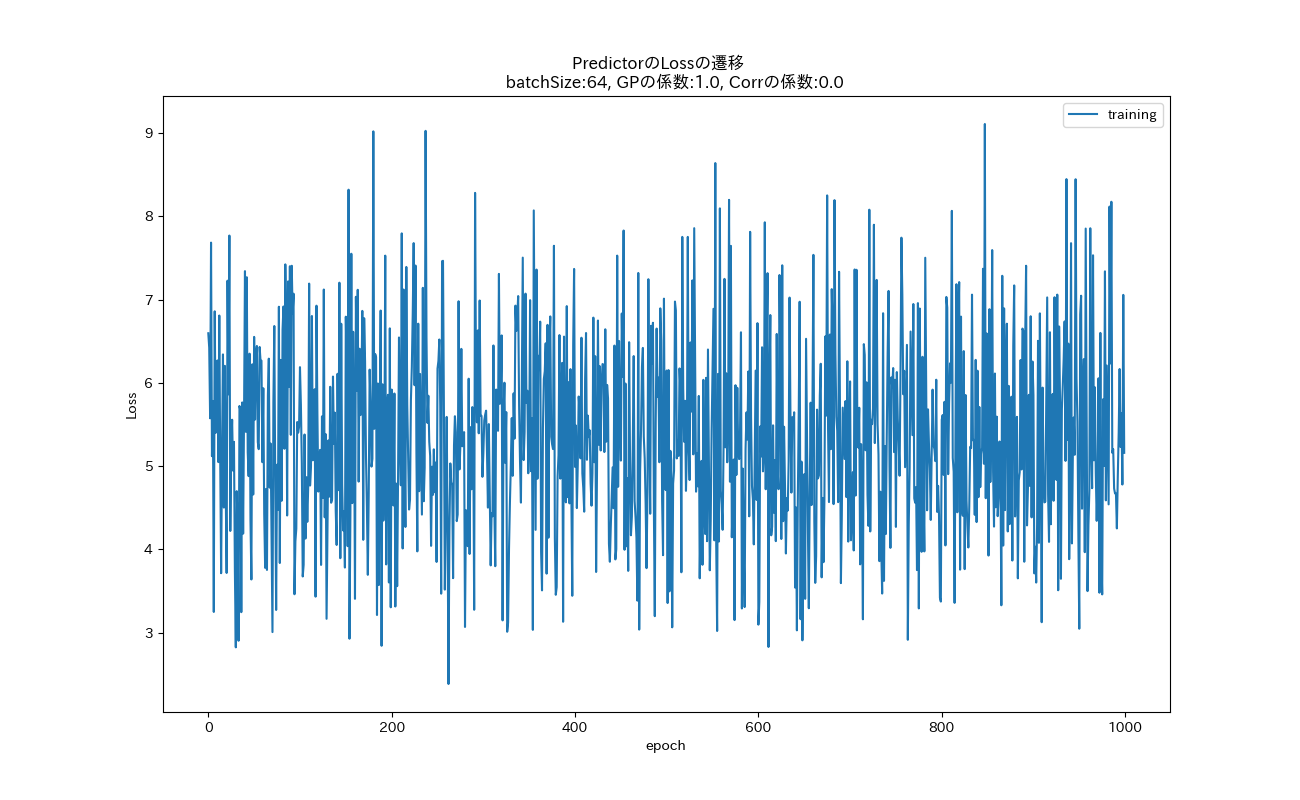 PredictorのLossの遷移
batchSize:64, GPの係数:1.0, Corrの係数:0.0
training
9
8
7
6
5
4
3
Loss
0 200 400 600 800 1000
epoch